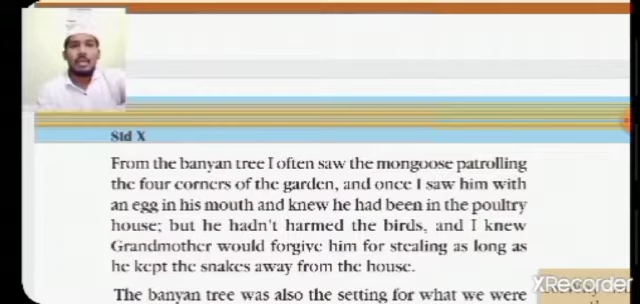 Std X
From the banyan tree I often saw the mongoose patrolling
the four corners of the garden, and once I saw him with
an egg in his mouth and knew he had been in the poultry
house; but he hadn't harmed the birds, and I knew
Grandmother would forgive him for stealing as long as
he kept the snakes away from the house.
The banyan tree was also the setting for what we were
XRecorder